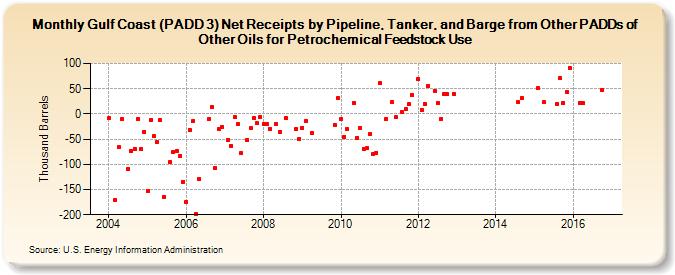 Monthly Gulf Coast (PADD 3) Net Receipts by Pipeline, Tanker, and Barge from Other PADDs of
Other Oils for Petrochemical Feedstock Use
Thousand Barrels
100
50
0
-50
-100
-150
-200
2004 2006 2008 2010 2012 2014 2016
Source: U.S. Energy Information Administration